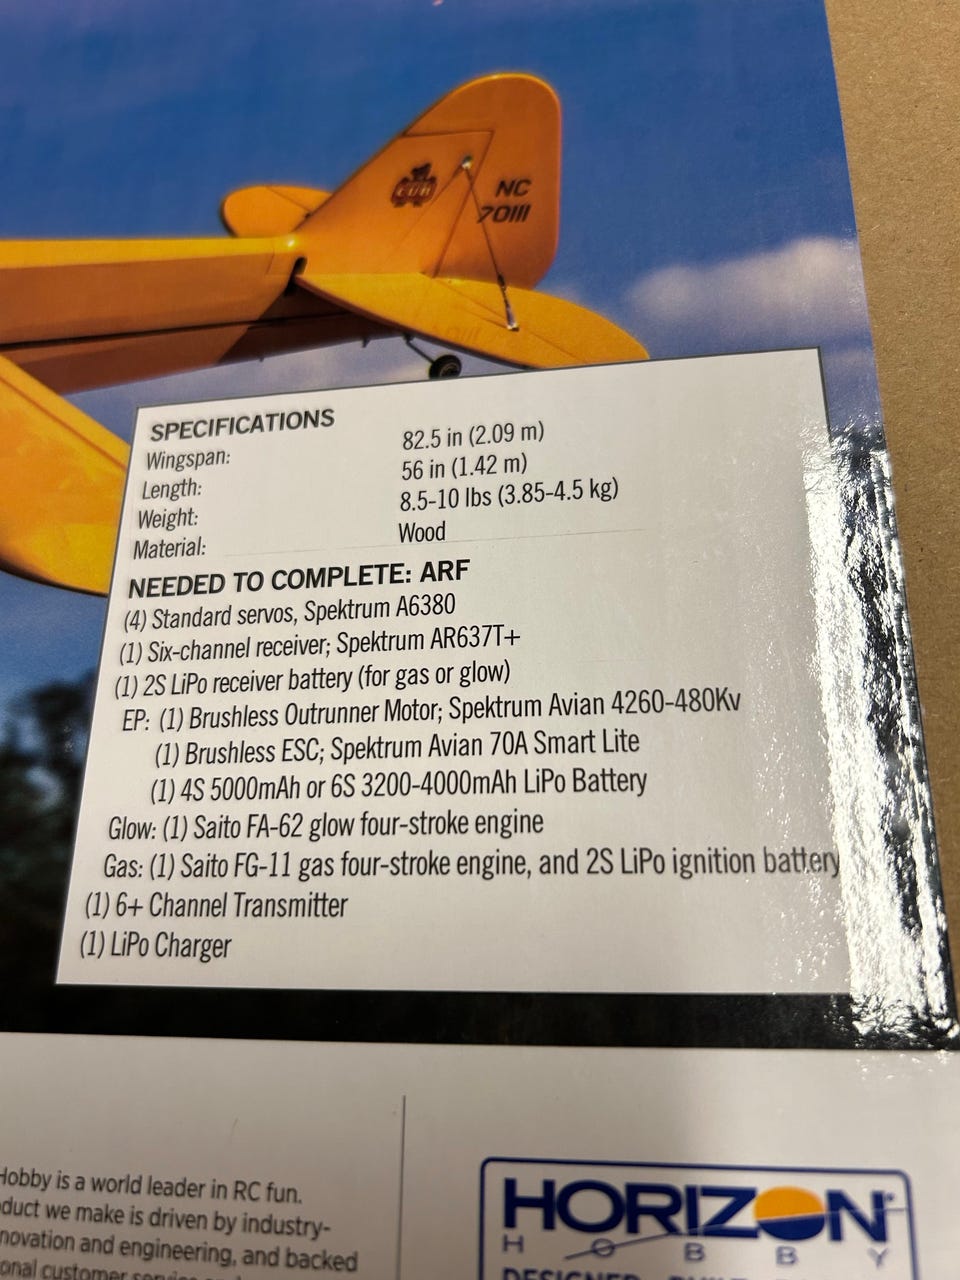 CUB
NC
70111
SPECIFICATIONS
Wingspan: 82.5 in (2.09 m)
Length: 56 in (1.42 m)
Weight: 8.5-10 lbs (3.85-4.5 kg)
Material: Wood
NEEDED TO COMPLETE: ARF
(4) Standard servos, Spektrum A6380
(1) Six-channel receiver; Spektrum AR637T+
(1) 2S LiPo receiver battery (for gas or glow)
EP: (1) Brushless Outrunner Motor; Spektrum Avian 4260-480Kv
(1) Brushless ESC; Spektrum Avian 70A Smart Lite
(1) 4S 5000mAh or 6S 3200-4000mAh LiPo Battery
Glow: (1) Saito FA-62 glow four-stroke engine
Gas: (1) Saito FG-11 gas four-stroke engine, and 2S LiPo ignition battery
(1) 6+ Channel Transmitter
(1) LiPo Charger
Hobby is a world leader in RC fun.
duct we make is driven by industry-
novation and engineering, and backed
onal customer service
HORIZON
HOBBY
DESIGNED